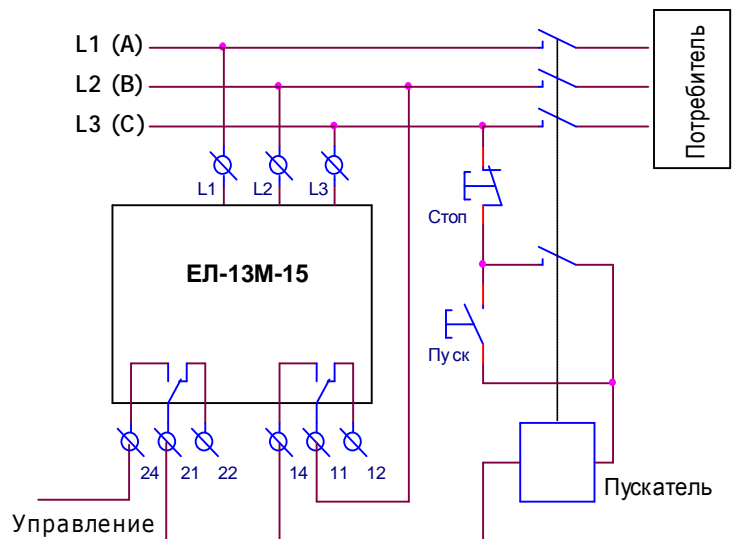 L1 (A)
L2 (B)
L3 (C)
Потребитель
L1
L2
L3
Стоп
ЕЛ-13М-15
Пуск
24
21
22
14
11
12
Пускатель
Управление